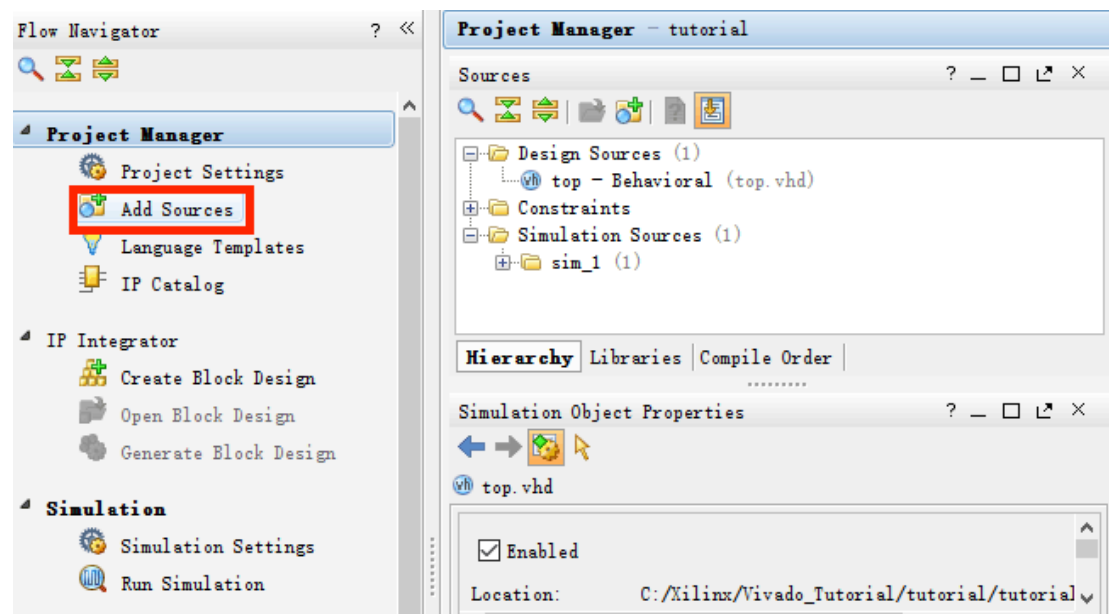 Flow Navigator
Project Manager
Project Settings
Add Sources
Language Templates
IP Catalog
IP Integrator
Create Block Design
Open Block Design
Generate Block Design
Simulation
Simulation Settings
Run Simulation
Project Manager - tutorial
Sources
Design Sources (1)
top - Behavioral (top.vhd)
Constraints
Simulation Sources (1)
sim_1 (1)
Hierarchy Libraries Compile Order
Simulation Object Properties
top.vhd
Enabled
Location: C:/Xilinx/Vivado_Tutorial/tutorial/tutorial